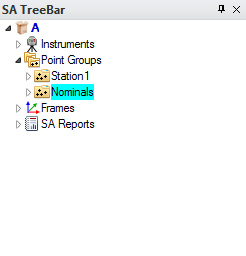 SA TreeBar
A
Instruments
Point Groups
Station1
Nominals
Frames
SA Reports